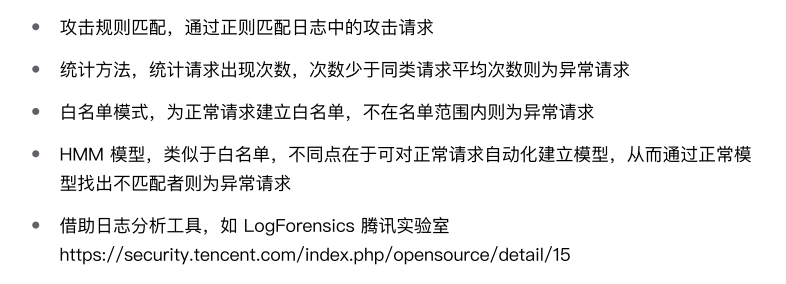 • 攻击规则匹配，通过正则匹配日志中的攻击请求
• 统计方法，统计请求出现次数，次数少于同类请求平均次数则为异常请求
• 白名单模式，为正常请求建立白名单，不在名单范围内则为异常请求
• HMM 模型，类似于白名单，不同点在于可对正常请求自动化建立模型，从而通过正常模
型找出不匹配者则为异常请求
• 借助日志分析工具，如 LogForensics 腾讯实验室
https://security.tencent.com/index.php/opensource/detail/15